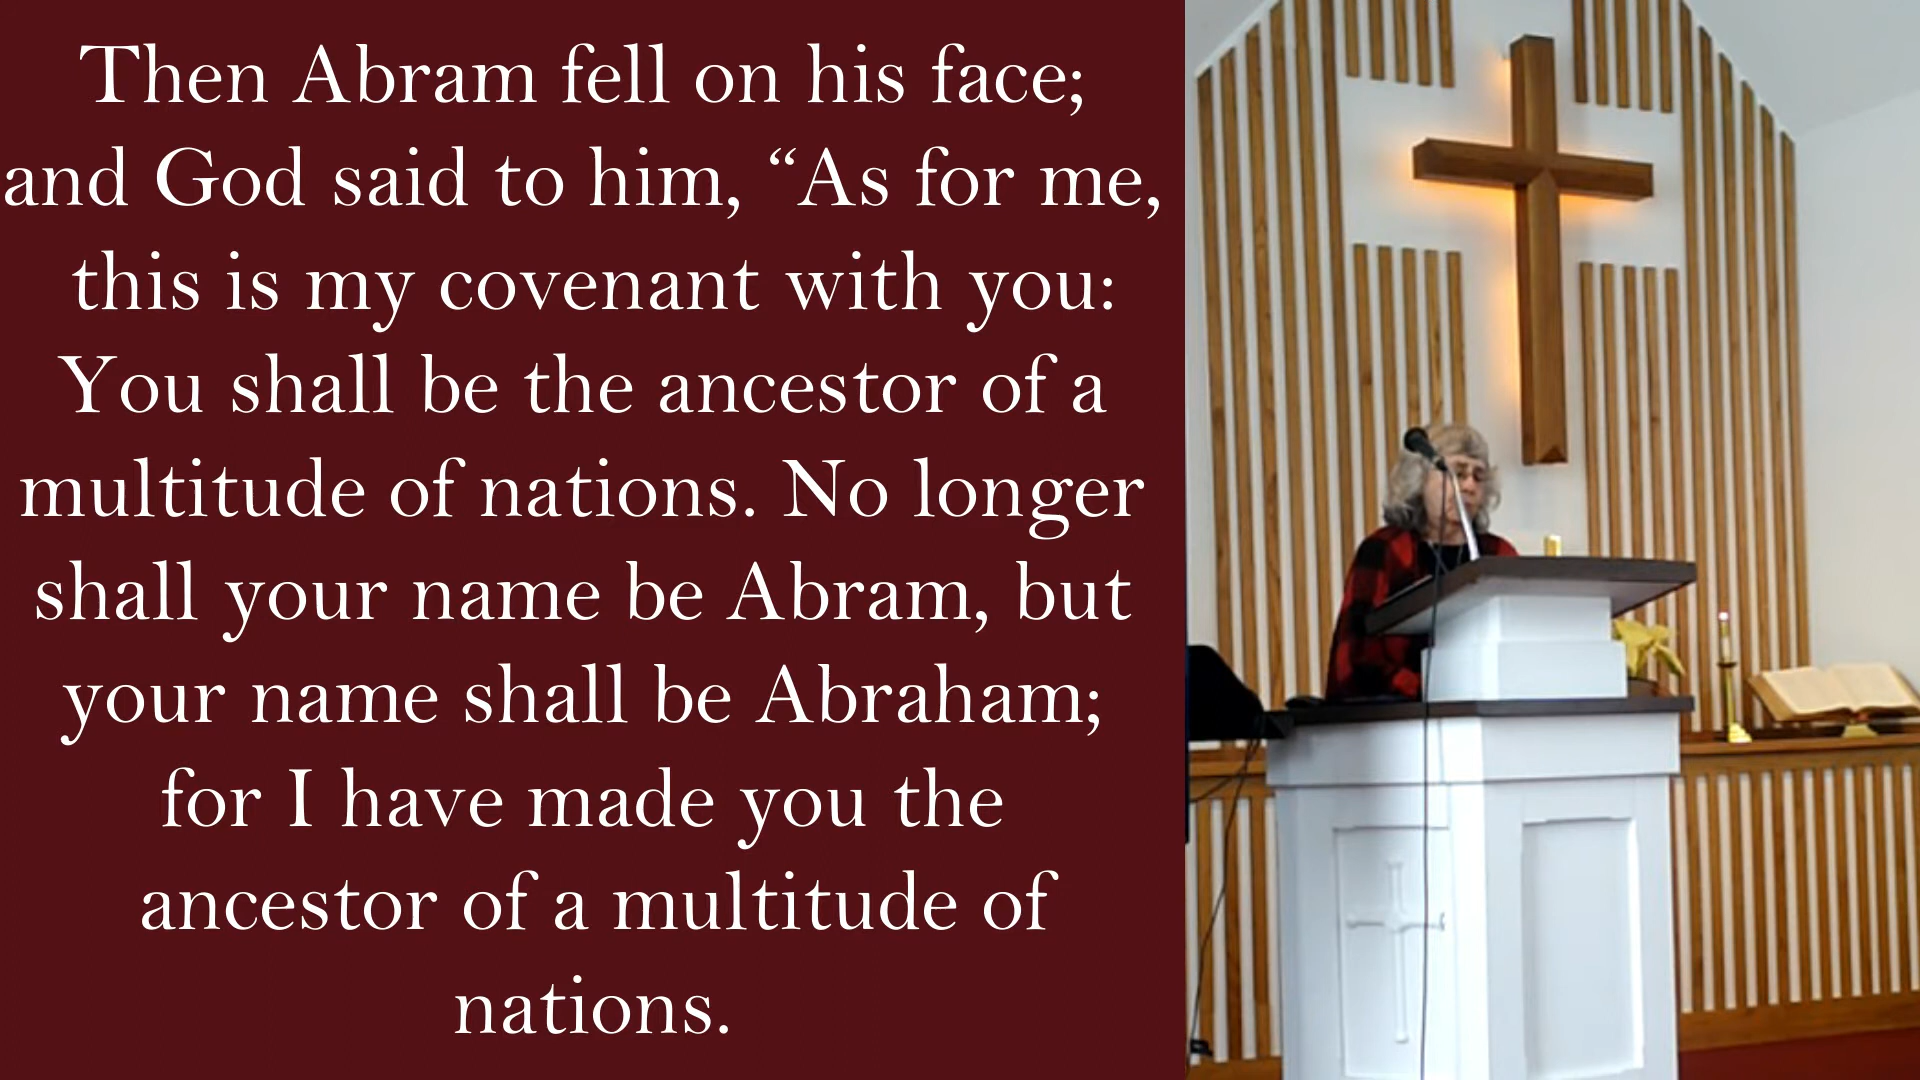 Then Abram fell on his face;
and God said to him, “As for me,
this is my covenant with you:
You shall be the ancestor of a
multitude of nations. No longer
shall your name be Abram, but
your name shall be Abraham;
for I have made you the
ancestor of a multitude of
nations.